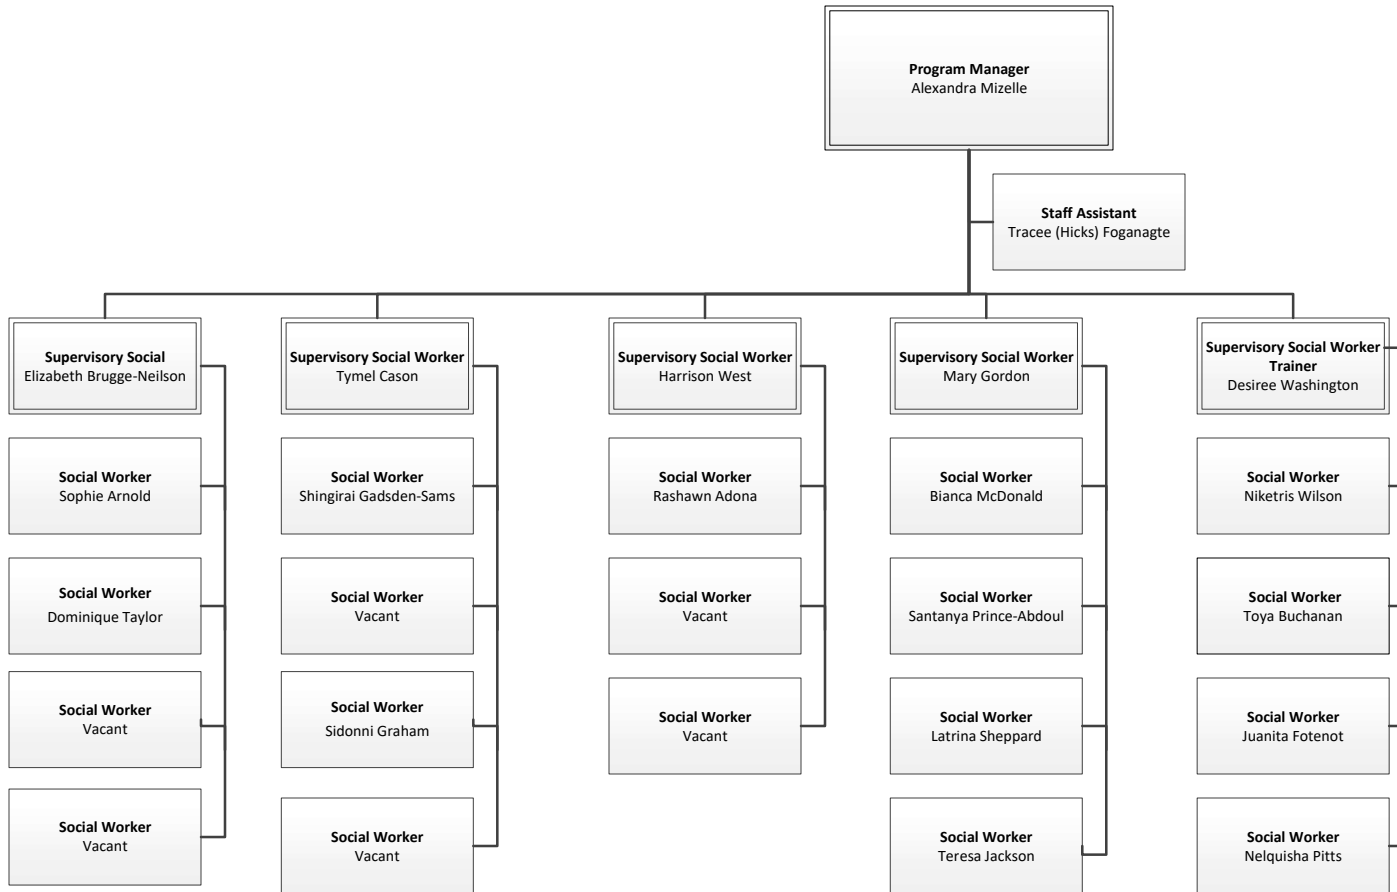 Program Manager
Alexandra Mizelle
Staff Assistant
Tracee (Hicks) Foganagte
Supervisory Social
Elizabeth Brugge-Neilson
Social Worker
Sophie Arnold
Social Worker
Dominique Taylor
Social Worker
Vacant
Social Worker
Vacant
Supervisory Social Worker
Tymel Cason
Social Worker
Shingirai Gadsden-Sams
Social Worker
Vacant
Social Worker
Sidonni Graham
Social Worker
Vacant
Supervisory Social Worker
Harrison West
Social Worker
Rashawn Adona
Social Worker
Vacant
Social Worker
Vacant
Supervisory Social Worker
Mary Gordon
Social Worker
Bianca McDonald
Social Worker
Santanya Prince-Abdoul
Social Worker
Latrina Sheppard
Social Worker
Teresa Jackson
Supervisory Social Worker
Trainer
Desiree Washington
Social Worker
Niketris Wilson
Social Worker
Toya Buchanan
Social Worker
Juanita Fotenot
Social Worker
Nelquisha Pitts